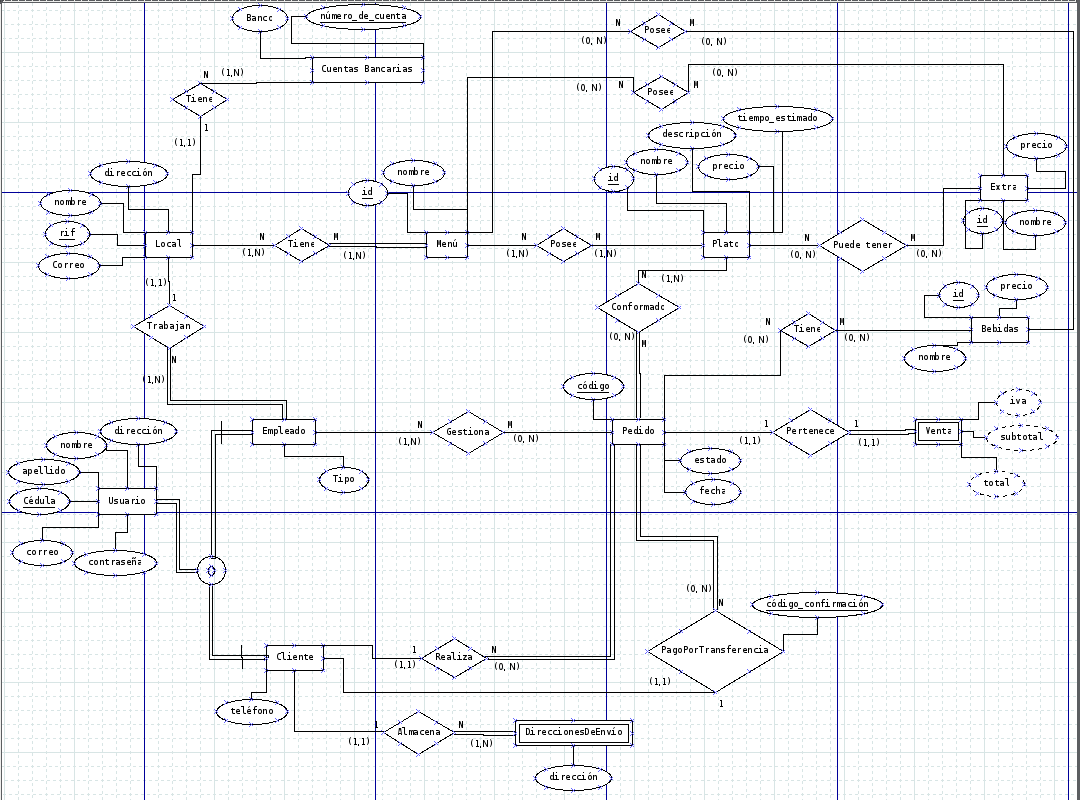 Banco
número_de_cuenta
N
Posee
M
(0, N)
(0, N)
Cuentas Bancarias
N
(1,N)
(0, N)
Tiene
(0, N)
N
Posee
M
1
(1,1)
tiempo_estimado
descripción
dirección
nombre
nombre
precio
precio
id
id
Extra
nombre
id
nombre
rif
Local
N
Tiene
M
Menú
N
Posee
M
Plato
N
Puede tener
M
(1,N)
(1,N)
(1,N)
(1,N)
(0, N)
(0, N)
Correo
(1,1)
N
(1,N)
1
id
precio
Conformado
Trabajan
N
Tiene
M
Bebidas
(0, N)
M
(0, N)
(0, N)
N
nombre
(1,N)
código
iva
dirección
Empleado
N
Gestiona
M
Pedido
1
Pertenece
1
Venta
(1,N)
(0, N)
(1,1)
(1,1)
subtotal
nombre
apellido
estado
Tipo
total
Cédula
Usuario
fecha
correo
contraseña
(0, N)
N
código_confirmación
1
Realiza
N
PagoPorTransferencia
Cliente
(1,1)
(0, N)
(1,1)
1
teléfono
1
Almacena
N
DireccionesDeEnvío
(1,1)
(1,N)
dirección